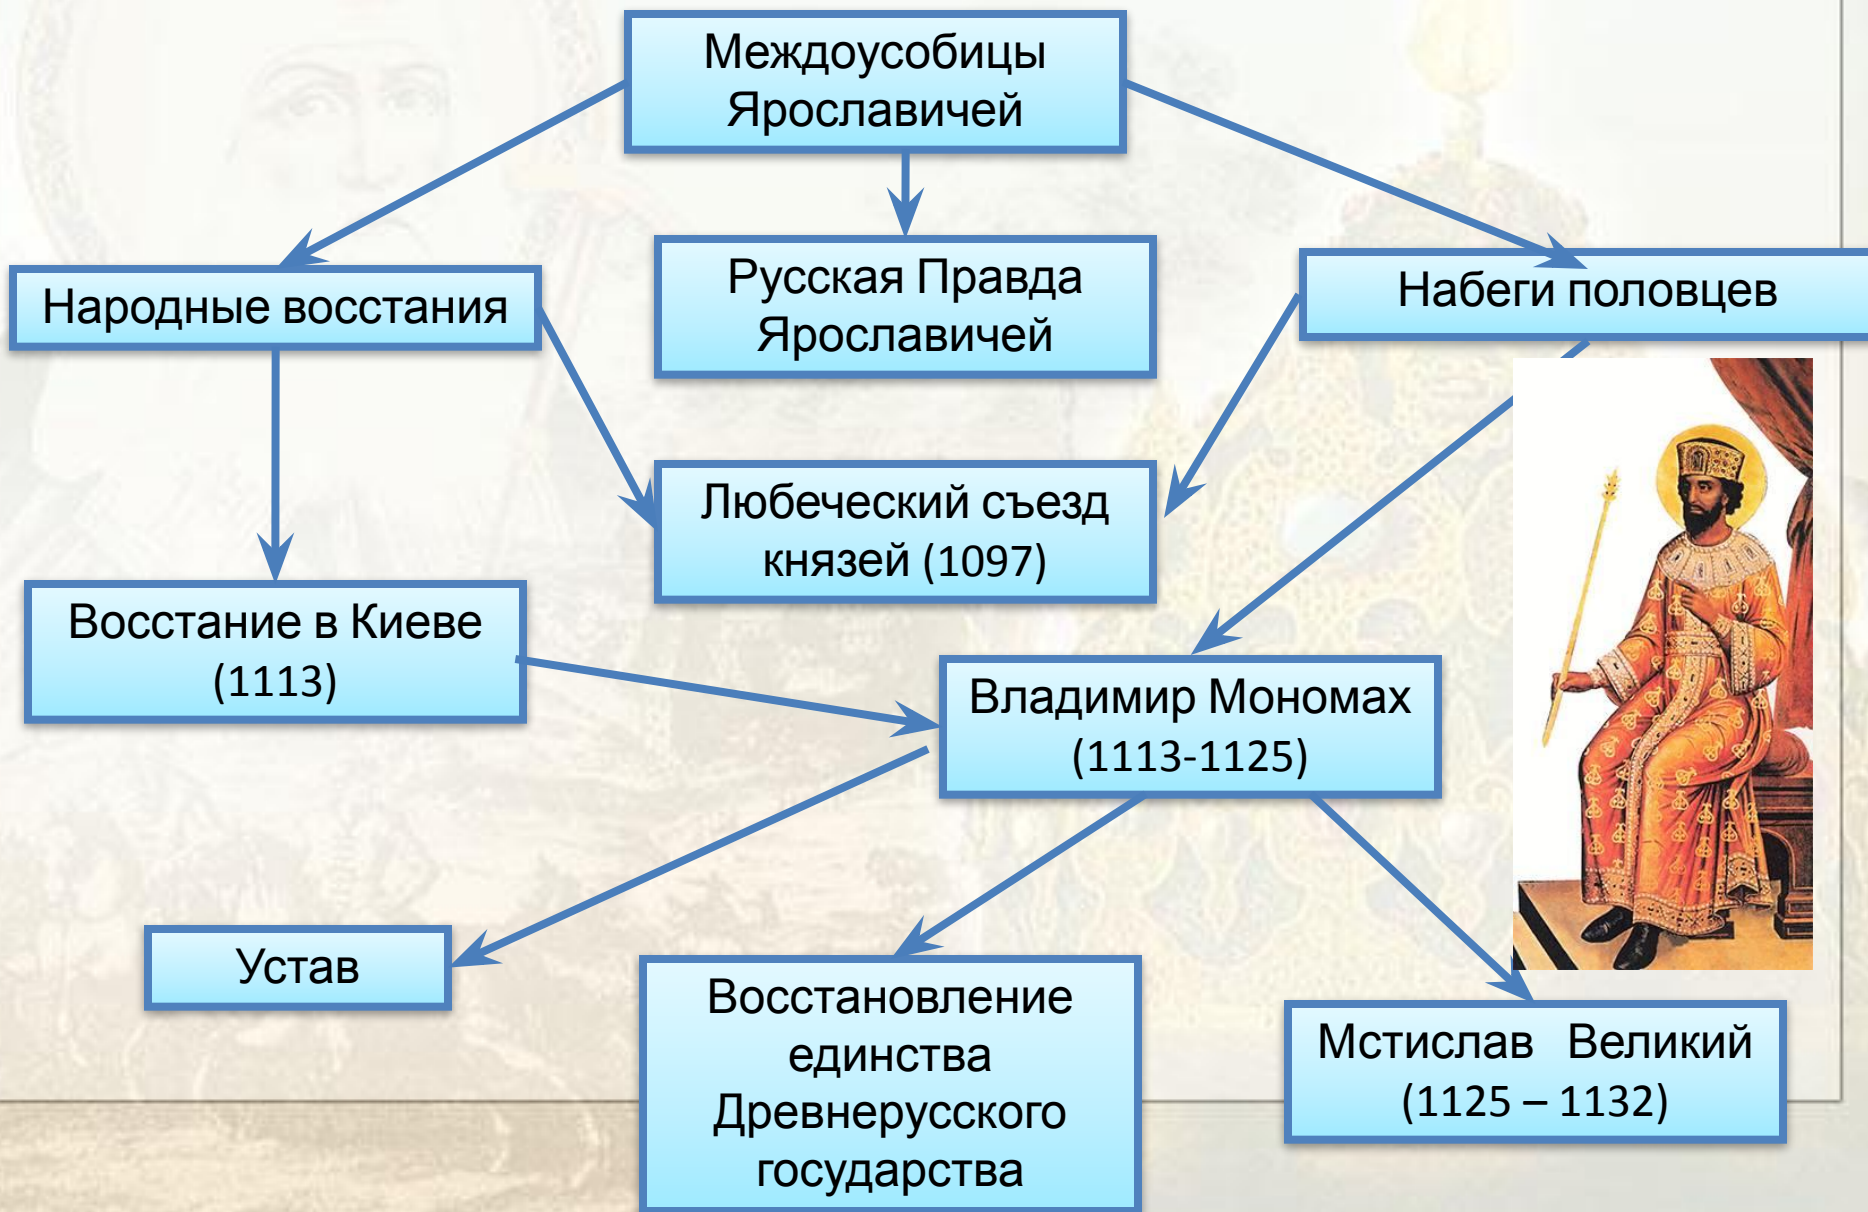 Междоусобицы
Ярославичей
Народные восстания
Русская Правда
Ярославичей
Набеги половцев
Любеческий съезд
князей (1097)
Восстание в Киеве
(1113)
Владимир Мономах
(1113-1125)
Устав
Восстановление
единства
Древнерусского
государства
Мстислав Великий
(1125 – 1132)